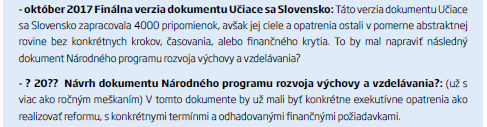 - október 2017 Finálna verzia dokumentu Učiace sa Slovensko: Táto verzia dokumentu Učiace
sa Slovensko zapracovala 4000 pripomienok, avšak jej ciele a opatrenia ostali v pomerne abstraktnej
rovine bez konkrétnych krokov, časovania, alebo finančného krytia. To by mal napraviť následný
dokument Národného programu rozvoja výchovy a vzdelávania?
- ? 20?? Návrh dokumentu Národného programu rozvoja výchovy a vzdelávania?: (už s
viac ako ročným meškaním) V tomto dokumente by už mali byť konkrétne exekutívne opatrenia ako
realizovať reformu, s konkrétnymi termínmi a odhadovanými finančnými požiadavkami.